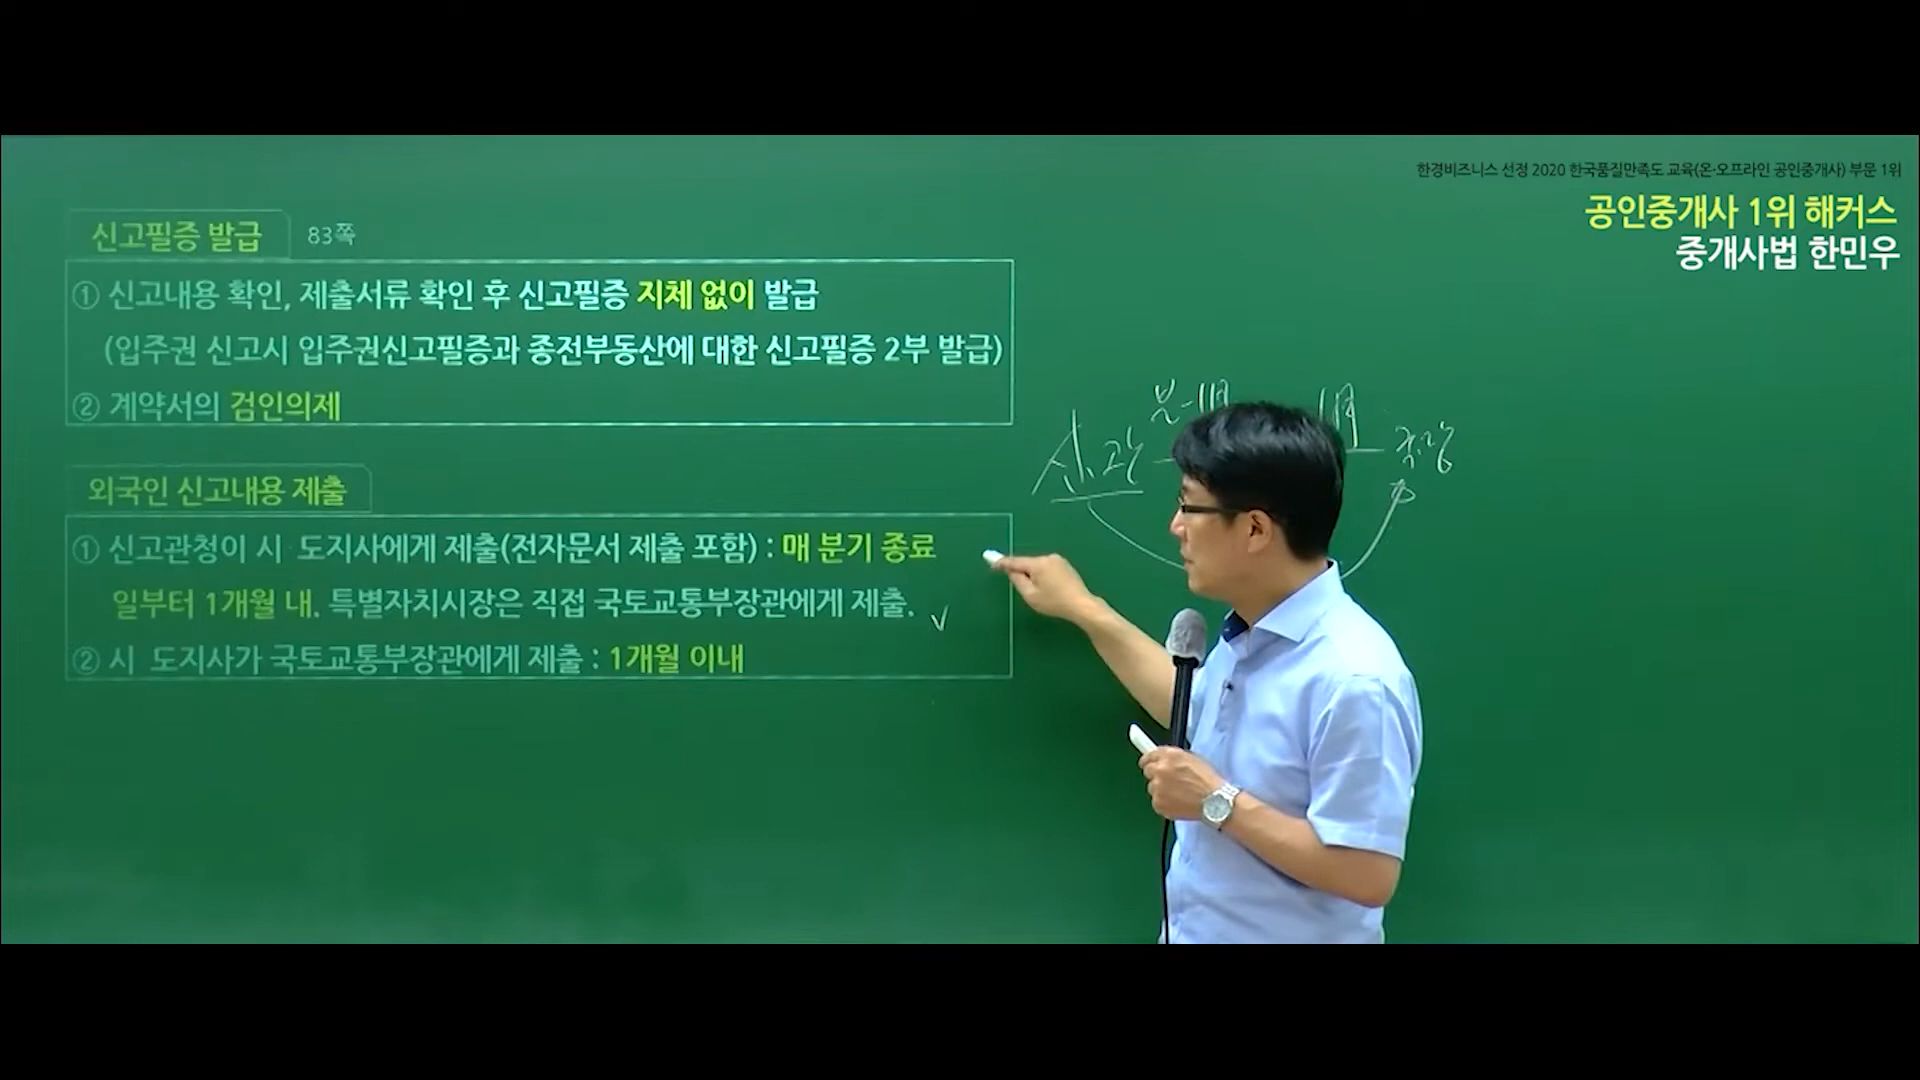 한경비즈니스 선정 2020 한국품질만족도 교육(온·오프라인 공인중개사) 부문 1위
공인중개사 1위 해커스
중개사법 한민우
신고필증 발급 83쪽
① 신고내용 확인, 제출서류 확인 후 신고필증 지체 없이 발급
(입주권 신고시 입주권신고필증과 종전부동산에 대한 신고필증 2부 발급)
② 계약서의 검인의제
외국인 신고내용 제출
① 신고관청이 시 도지사에게 제출(전자문서 제출 포함) : 매 분기 종료
일부터 1개월 내. 특별자치시장은 직접 국토교통부장관에게 제출.
② 시 도지사가 국토교통부장관에게 제출 : 1개월 이내
1月
신.관
국.장